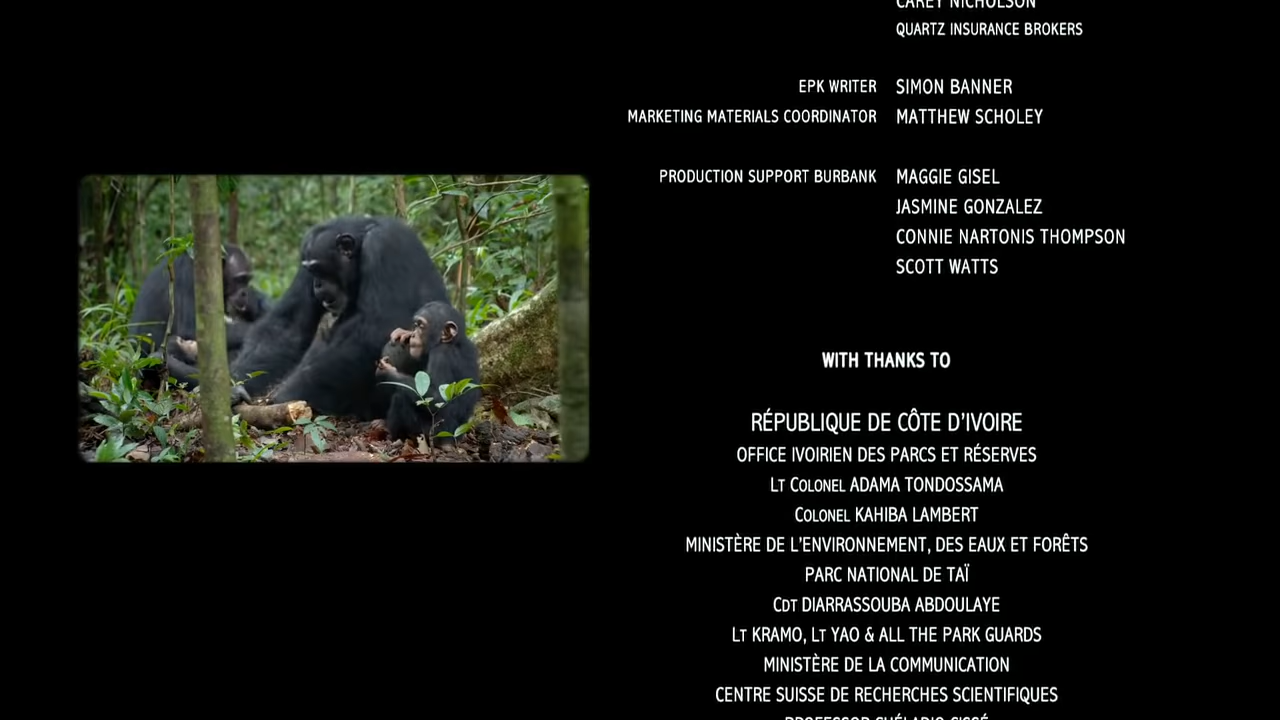 CAREY NICHOLSON
QUARTZ INSURANCE BROKERS
EPK WRITER SIMON BANNER
MARKETING MATERIALS COORDINATOR MATTHEW SCHOLEY
PRODUCTION SUPPORT BURBANK MAGGIE GISEL
JASMINE GONZALEZ
CONNIE NARTONIS THOMPSON
SCOTT WATTS
WITH THANKS TO
RÉPUBLIQUE DE CÔTE D'IVOIRE
OFFICE IVOIRIEN DES PARCS ET RÉSERVES
LT COLONEL ADAMA TONDOSSAMA
COLONEL KAHIBA LAMBERT
MINISTÈRE DE L'ENVIRONNEMENT, DES EAUX ET FORÊTS
PARC NATIONAL DE TAÏ
CDT DIARRASSOUBA ABDOULAYE
LT KRAMO, LT YAO & ALL THE PARK GUARDS
MINISTÈRE DE LA COMMUNICATION
CENTRE SUISSE DE RECHERCHES SCIENTIFIQUES
PROFESSOR